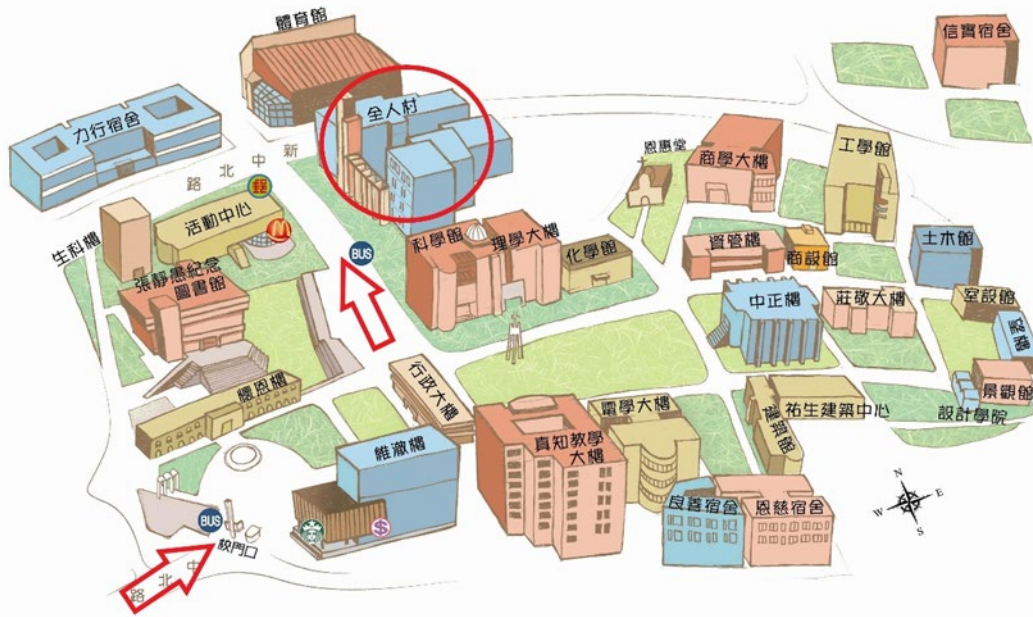 體育館
信實宿舍
全人村
力行宿舍
新中北路
郵
活動中心
M
生科樓
張靜愚紀念
圖書館
BUS
科學館
理學大樓
化學館
恩惠堂
商學大樓
工學館
資管樓
商設館
土木館
中正樓
莊敬大樓
室設館
景觀館
設計學院
懷恩樓
行政大樓
維澈樓
真知教學
大樓
電學大樓
建築館
祐生建築中心
良善宿舍
恩慈宿舍
BUS
校門口
$
中北路
N
W
E
S